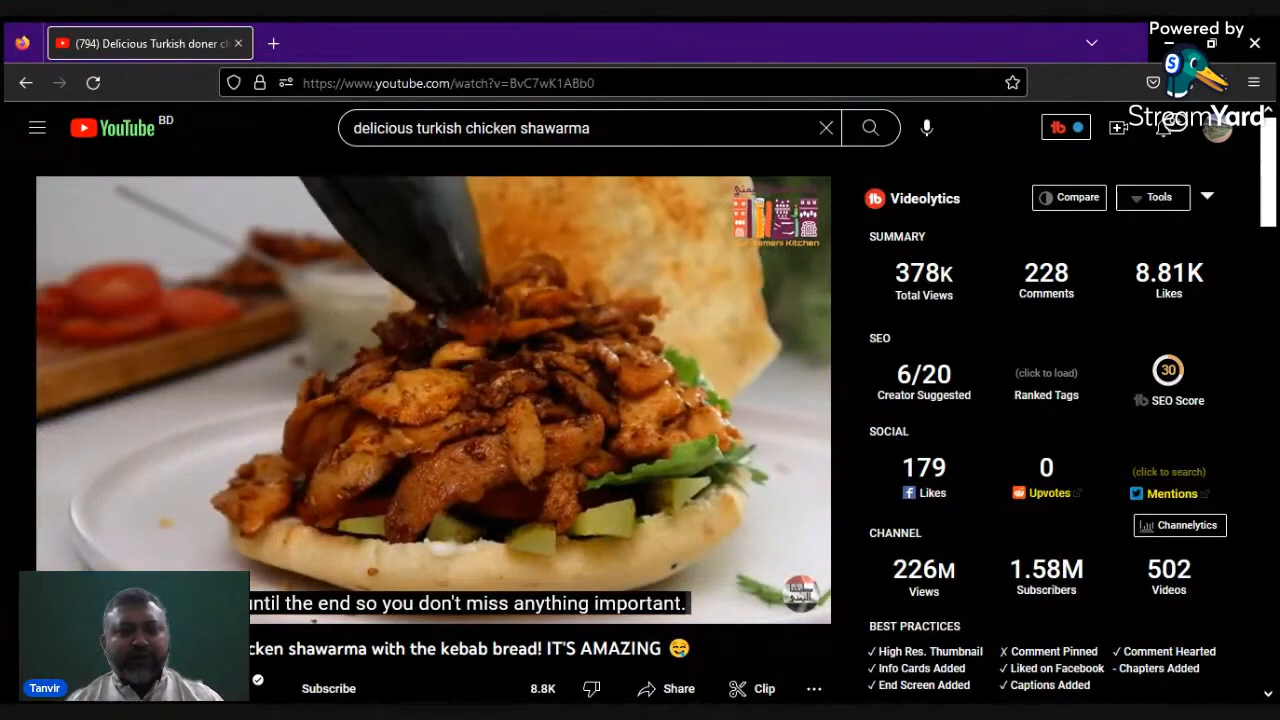 Powered by
StreamYard
(794) Delicious Turkish doner ch
https://www.youtube.com/watch?v=BvC7wK1ABb0
YouTube BD
delicious turkish chicken shawarma
tb
Yemeni Kitchen
until the end so you don't miss anything important.
cken shawarma with the kebab bread! IT'S AMAZING
Tanvir
Subscribe
8.8K
Share
Clip
tb Videolytics
Compare
Tools
SUMMARY
378K
228
8.81K
Total Views
Comments
Likes
SEO
6/20
(click to load)
30
Creator Suggested
Ranked Tags
tb SEO Score
SOCIAL
179
0
(click to search)
Likes
Upvotes
Mentions
Channelytics
CHANNEL
226M
1.58M
502
Views
Subscribers
Videos
BEST PRACTICES
✓ High Res. Thumbnail
✗ Comment Pinned
✓ Comment Hearted
✓ Info Cards Added
✓ Liked on Facebook
- Chapters Added
✓ End Screen Added
✓ Captions Added